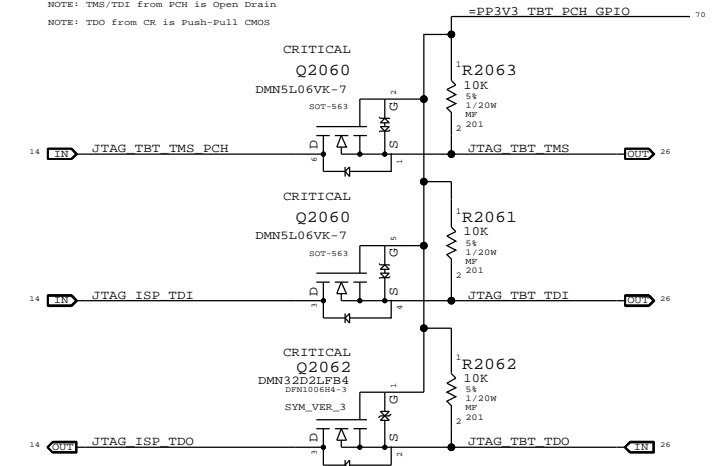 NOTE: TMS/TDI from PCH is Open Drain
=PP3V3_TBT_PCH_GPIO 70
NOTE: TDO from CR is Push-Pull CMOS
CRITICAL
Q2060
DMN5L06VK-7
SOT-563
2
G
D
S
6
1
1
R2063
10K
5%
1/20W
MF
201
2
14 IN JTAG_TBT_TMS_PCH
JTAG_TBT_TMS OUT 26
CRITICAL
Q2060
DMN5L06VK-7
SOT-563
5
G
D
S
3
4
1
R2061
10K
5%
1/20W
MF
201
2
14 IN JTAG_ISP_TDI
JTAG_TBT_TDI OUT 26
CRITICAL
Q2062
DMN32D2LFB4
DFN1006H4-3
SYM_VER_3
1
G
D
S
3
2
1
R2062
10K
5%
1/20W
MF
201
2
14 OUT JTAG_ISP_TDO
JTAG_TBT_TDO IN 26